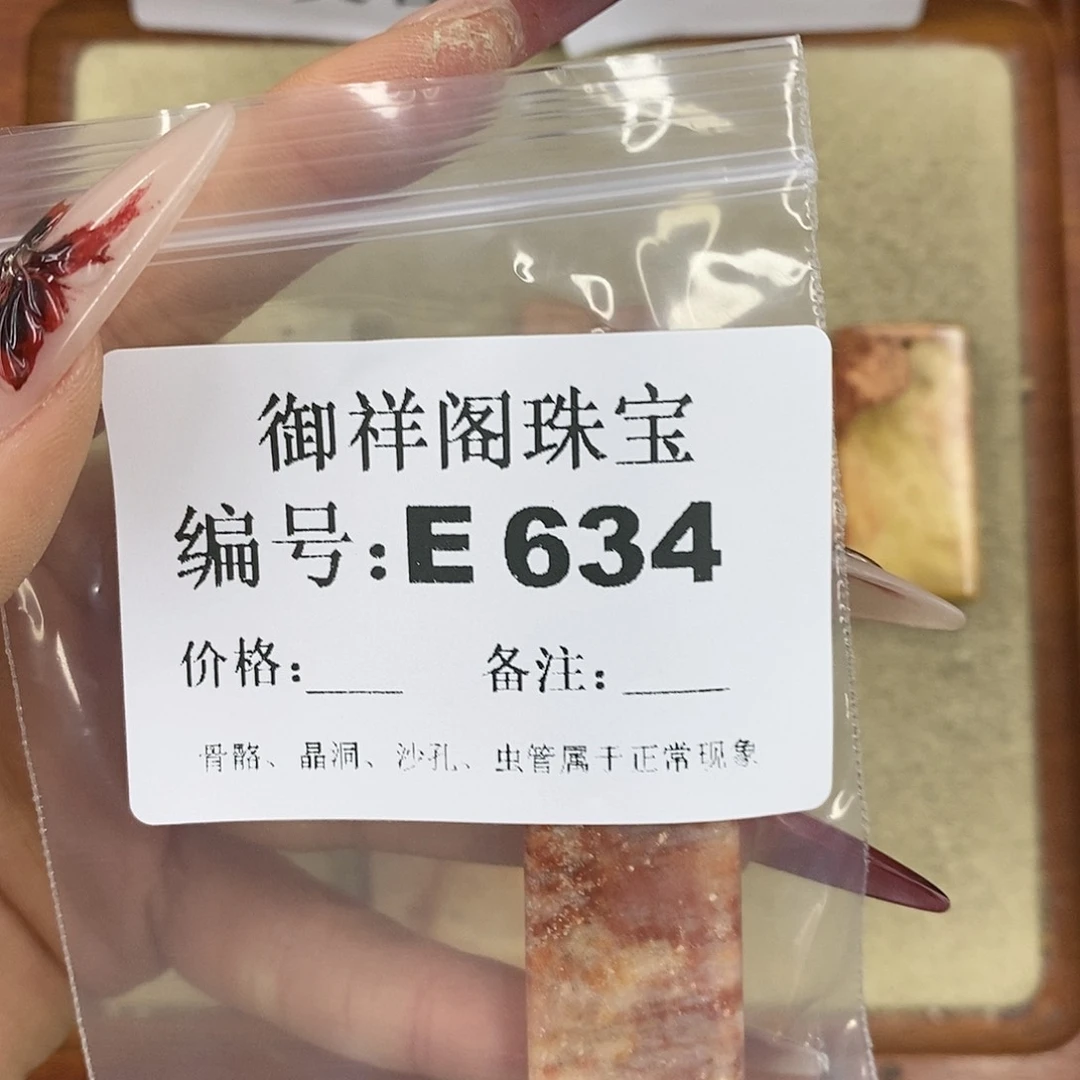 御祥阁珠宝
编号:E 634
价格:____ 备注:____
骨骼、晶洞、沙孔、虫管属于正常现象